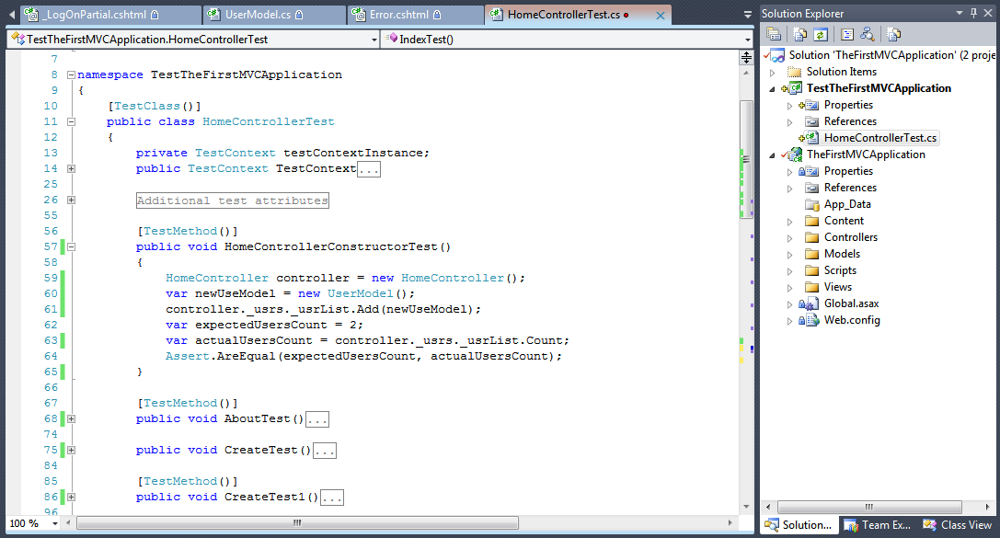 _LogOnPartial.cshtml UserModel.cs Error.cshtml HomeControllerTest.cs
TestTheFirstMVCApplication.HomeControllerTest IndexTest()
7
8 namespace TestTheFirstMVCApplication
9 {
10 [TestClass()]
11 public class HomeControllerTest
12 {
13 private TestContext testContextInstance;
14 public TestContext TestContext...
25
26 Additional test attributes
55
56 [TestMethod()]
57 public void HomeControllerConstructorTest()
58 {
59 HomeController controller = new HomeController();
60 var newUseModel = new UserModel();
61 controller._usrs._usrList.Add(newUseModel);
62 var expectedUsersCount = 2;
63 var actualUsersCount = controller._usrs._usrList.Count;
64 Assert.AreEqual(expectedUsersCount, actualUsersCount);
65 }
66
67 [TestMethod()]
68 public void AboutTest()...
74
75 public void CreateTest()...
84
85 [TestMethod()]
86 public void CreateTest1()...
96
100 %
Solution Explorer
Solution 'TheFirstMVCApplication' (2 proje
Solution Items
TestTheFirstMVCApplication
Properties
References
HomeControllerTest.cs
TheFirstMVCApplication
Properties
References
App_Data
Content
Controllers
Models
Scripts
Views
Global.asax
Web.config
Solution... Team Ex... Class View